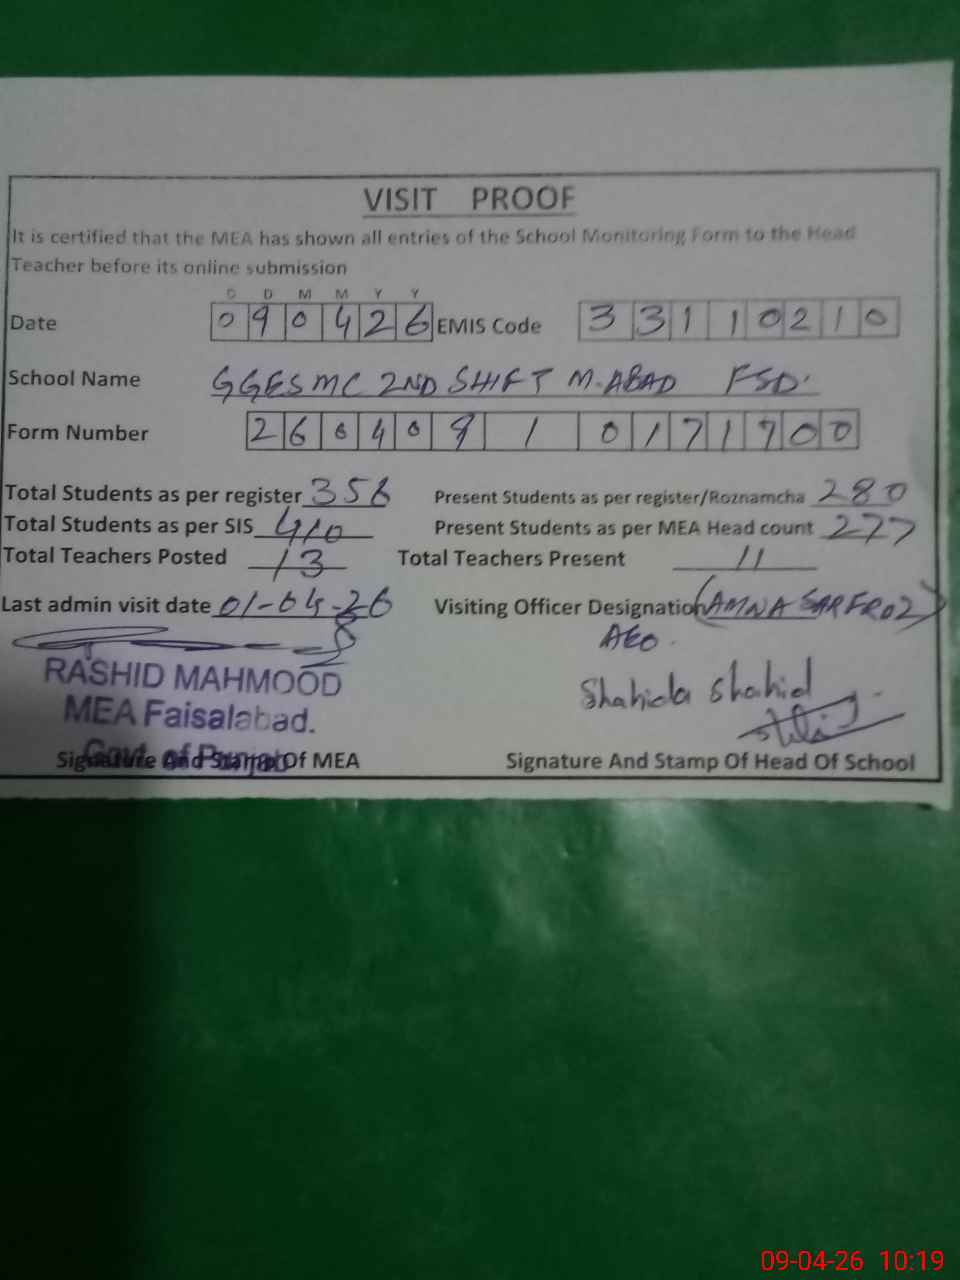 VISIT PROOF
It is certified that the MEA has shown all entries of the School Monitoring Form to the Head
Teacher before its online submission
D D M M Y Y
Date 0 9 0 4 2 6 EMIS Code 3 3 1 1 0 2 1 0
School Name GGES MC 2ND SHIFT M.ABAD FSD.
Form Number 2 6 0 4 0 9 1 0 1 7 1 9 0 0
Total Students as per register 356 Present Students as per register/Roznamcha 280
Total Students as per SIS 410 Present Students as per MEA Head count 277
Total Teachers Posted 13 Total Teachers Present 11
Last admin visit date 01-04-26 Visiting Officer Designation (AMNA SARFROZ)
AEO.
RASHID MAHMOOD
MEA Faisalabad.
Govt. of Punjab
Shahida Shahid
Signature And Stamp Of MEA Signature And Stamp Of Head Of School
09-04-26 10:19